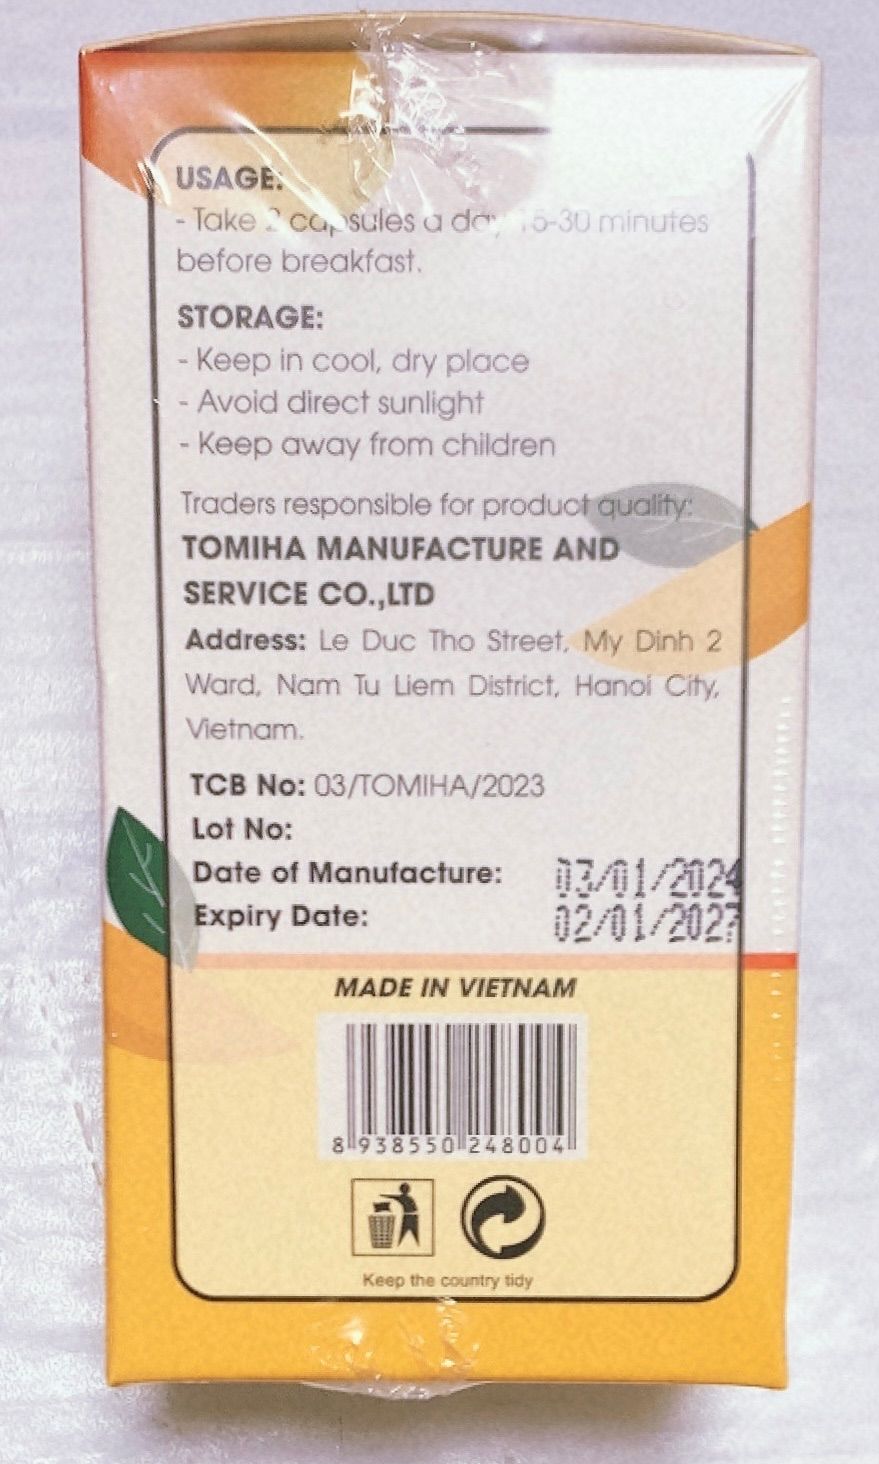 USAGE:
- Take 2 capsules a day 15-30 minutes
before breakfast.
STORAGE:
- Keep in cool, dry place
- Avoid direct sunlight
- Keep away from children
Traders responsible for product quality:
TOMIHA MANUFACTURE AND
SERVICE CO.,LTD
Address: Le Duc Tho Street, My Dinh 2
Ward, Nam Tu Liem District, Hanoi City,
Vietnam.
TCB No: 03/TOMIHA/2023
Lot No:
Date of Manufacture: 03/01/2024
Expiry Date: 02/01/2027
MADE IN VIETNAM
8 938550 248004
Keep the country tidy